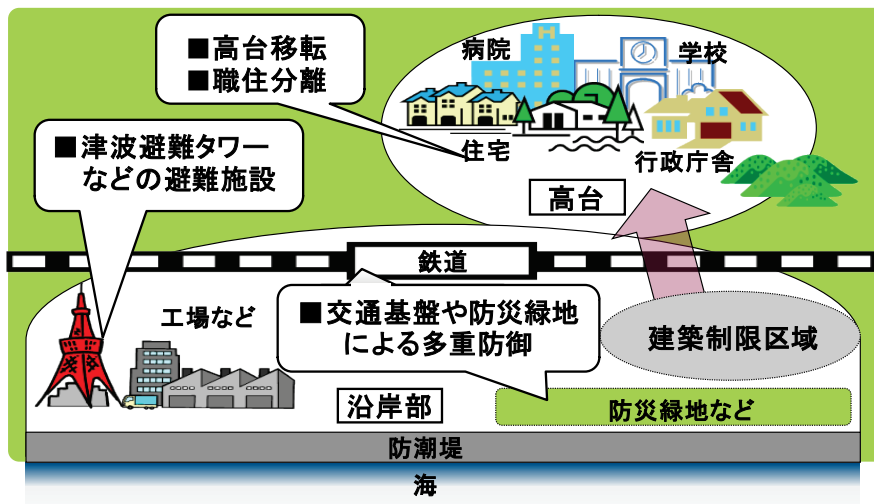 ■高台移転
■職住分離
病院
学校
住宅
行政庁舎
■津波避難タワー
などの避難施設
高台
鉄道
工場など
■交通基盤や防災緑地
による多重防御
建築制限区域
沿岸部
防災緑地など
防潮堤
海